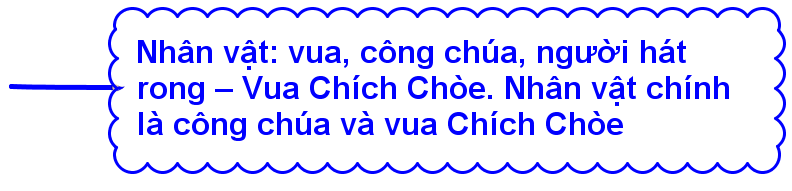 Nhân vật: vua, công chúa, người hát
rong – Vua Chích Chòe. Nhân vật chính
là công chúa và vua Chích Chòe